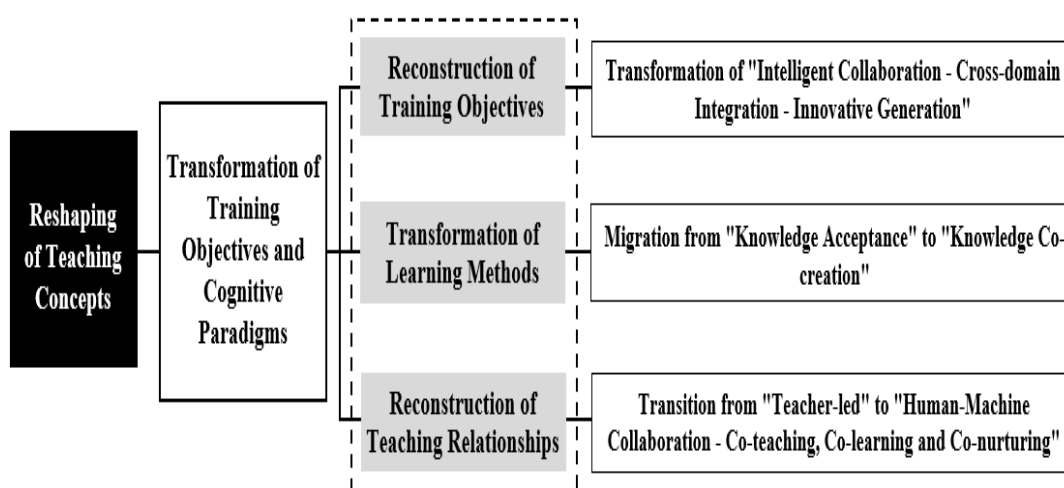 Reshaping
of Teaching
Concepts
Transformation of
Training
Objectives and
Cognitive
Paradigms
Reconstruction of
Training Objectives
Transformation of "Intelligent Collaboration - Cross-domain
Integration - Innovative Generation"
Transformation of
Learning Methods
Migration from "Knowledge Acceptance" to "Knowledge Co-
creation"
Reconstruction of
Teaching Relationships
Transition from "Teacher-led" to "Human-Machine
Collaboration - Co-teaching, Co-learning and Co-nurturing"